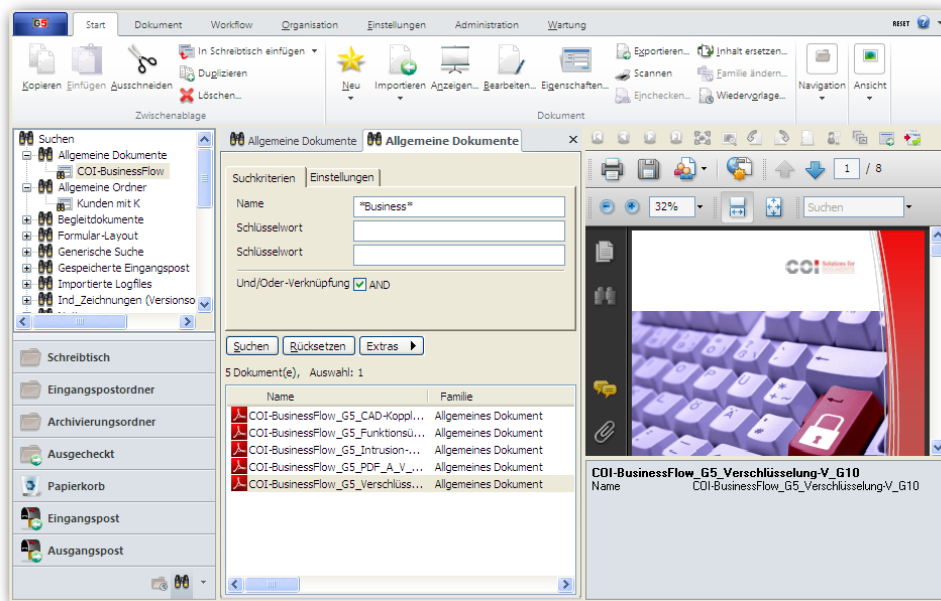 G5 Start Dokument Workflow Organisation Einstellungen Administration Wartung RESET
Kopieren Einfügen Ausschneiden
In Schreibtisch einfügen
Duplizieren
Löschen...
Zwischenablage
Neu Importieren Anzeigen... Bearbeiten... Eigenschaften...
Exportieren... Inhalt ersetzen...
Scannen Familie ändern...
Einchecken... Wiedervorlage...
Dokument
Navigation Ansicht
Suchen
Allgemeine Dokumente
COI-BusinessFlow
Allgemeine Ordner
Kunden mit K
Begleitdokumente
Formular-Layout
Generische Suche
Gespeicherte Eingangspost
Importierte Logfiles
Ind_Zeichnungen (Versionso
Schreibtisch
Eingangspostordner
Archivierungsordner
Ausgecheckt
Papierkorb
Eingangspost
Ausgangspost
Allgemeine Dokumente Allgemeine Dokumente
Suchkriterien Einstellungen
Name *Business*
Schlüsselwort
Schlüsselwort
Und/Oder-Verknüpfung AND
Suchen Rücksetzen Extras
5 Dokument(e), Auswahl: 1
Name Familie
COI-BusinessFlow_G5_CAD-Koppl... Allgemeines Dokument
COI-BusinessFlow_G5_Funktionsü... Allgemeines Dokument
COI-BusinessFlow_G5_Intrusion-... Allgemeines Dokument
COI-BusinessFlow_G5_PDF_A_V_... Allgemeines Dokument
COI-BusinessFlow_G5_Verschlüss... Allgemeines Dokument
1 / 8
32% Suchen
COI Solutions for
COI-BusinessFlow_G5_Verschlüsselung-V_G10
Name COI-BusinessFlow_G5_Verschlüsselung-V_G10